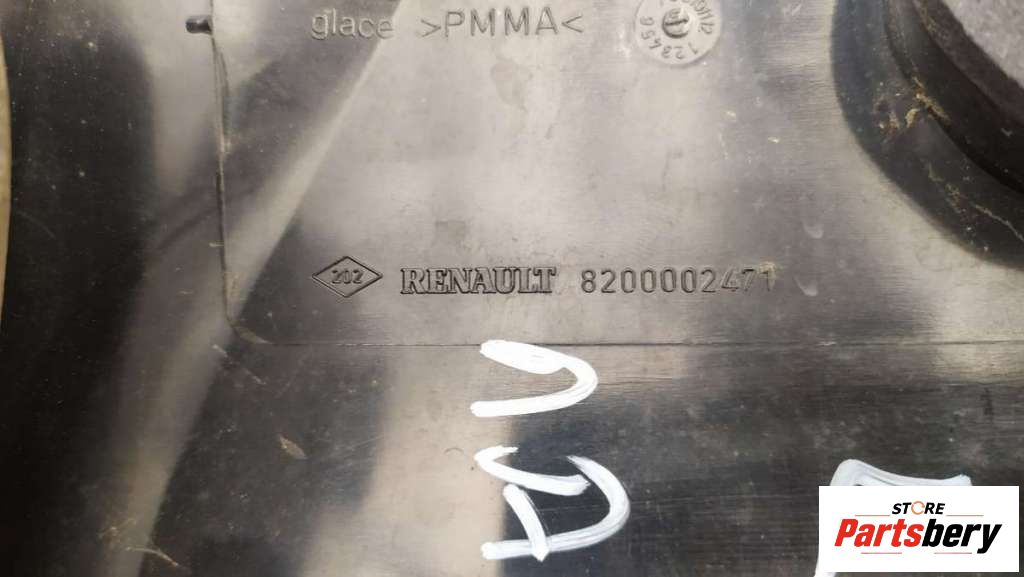 glace >PMMA<
202 RENAULT 8200002471
STORE
Partsbery